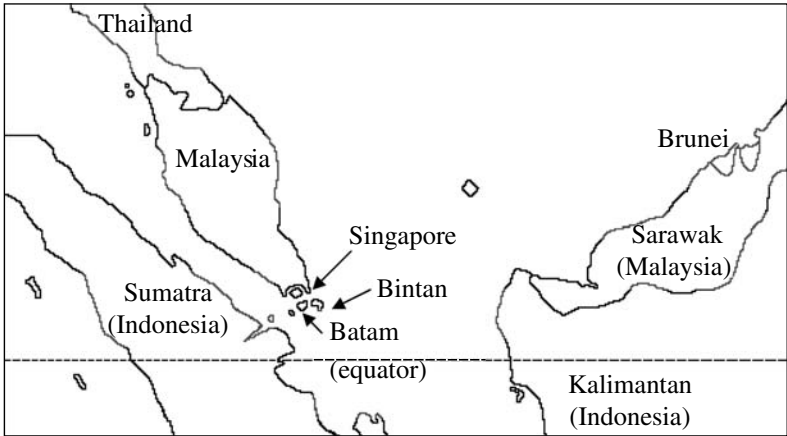 Thailand
Malaysia
Brunei
Singapore
Sarawak
(Malaysia)
Bintan
Sumatra
(Indonesia)
Batam
(equator)
Kalimantan
(Indonesia)